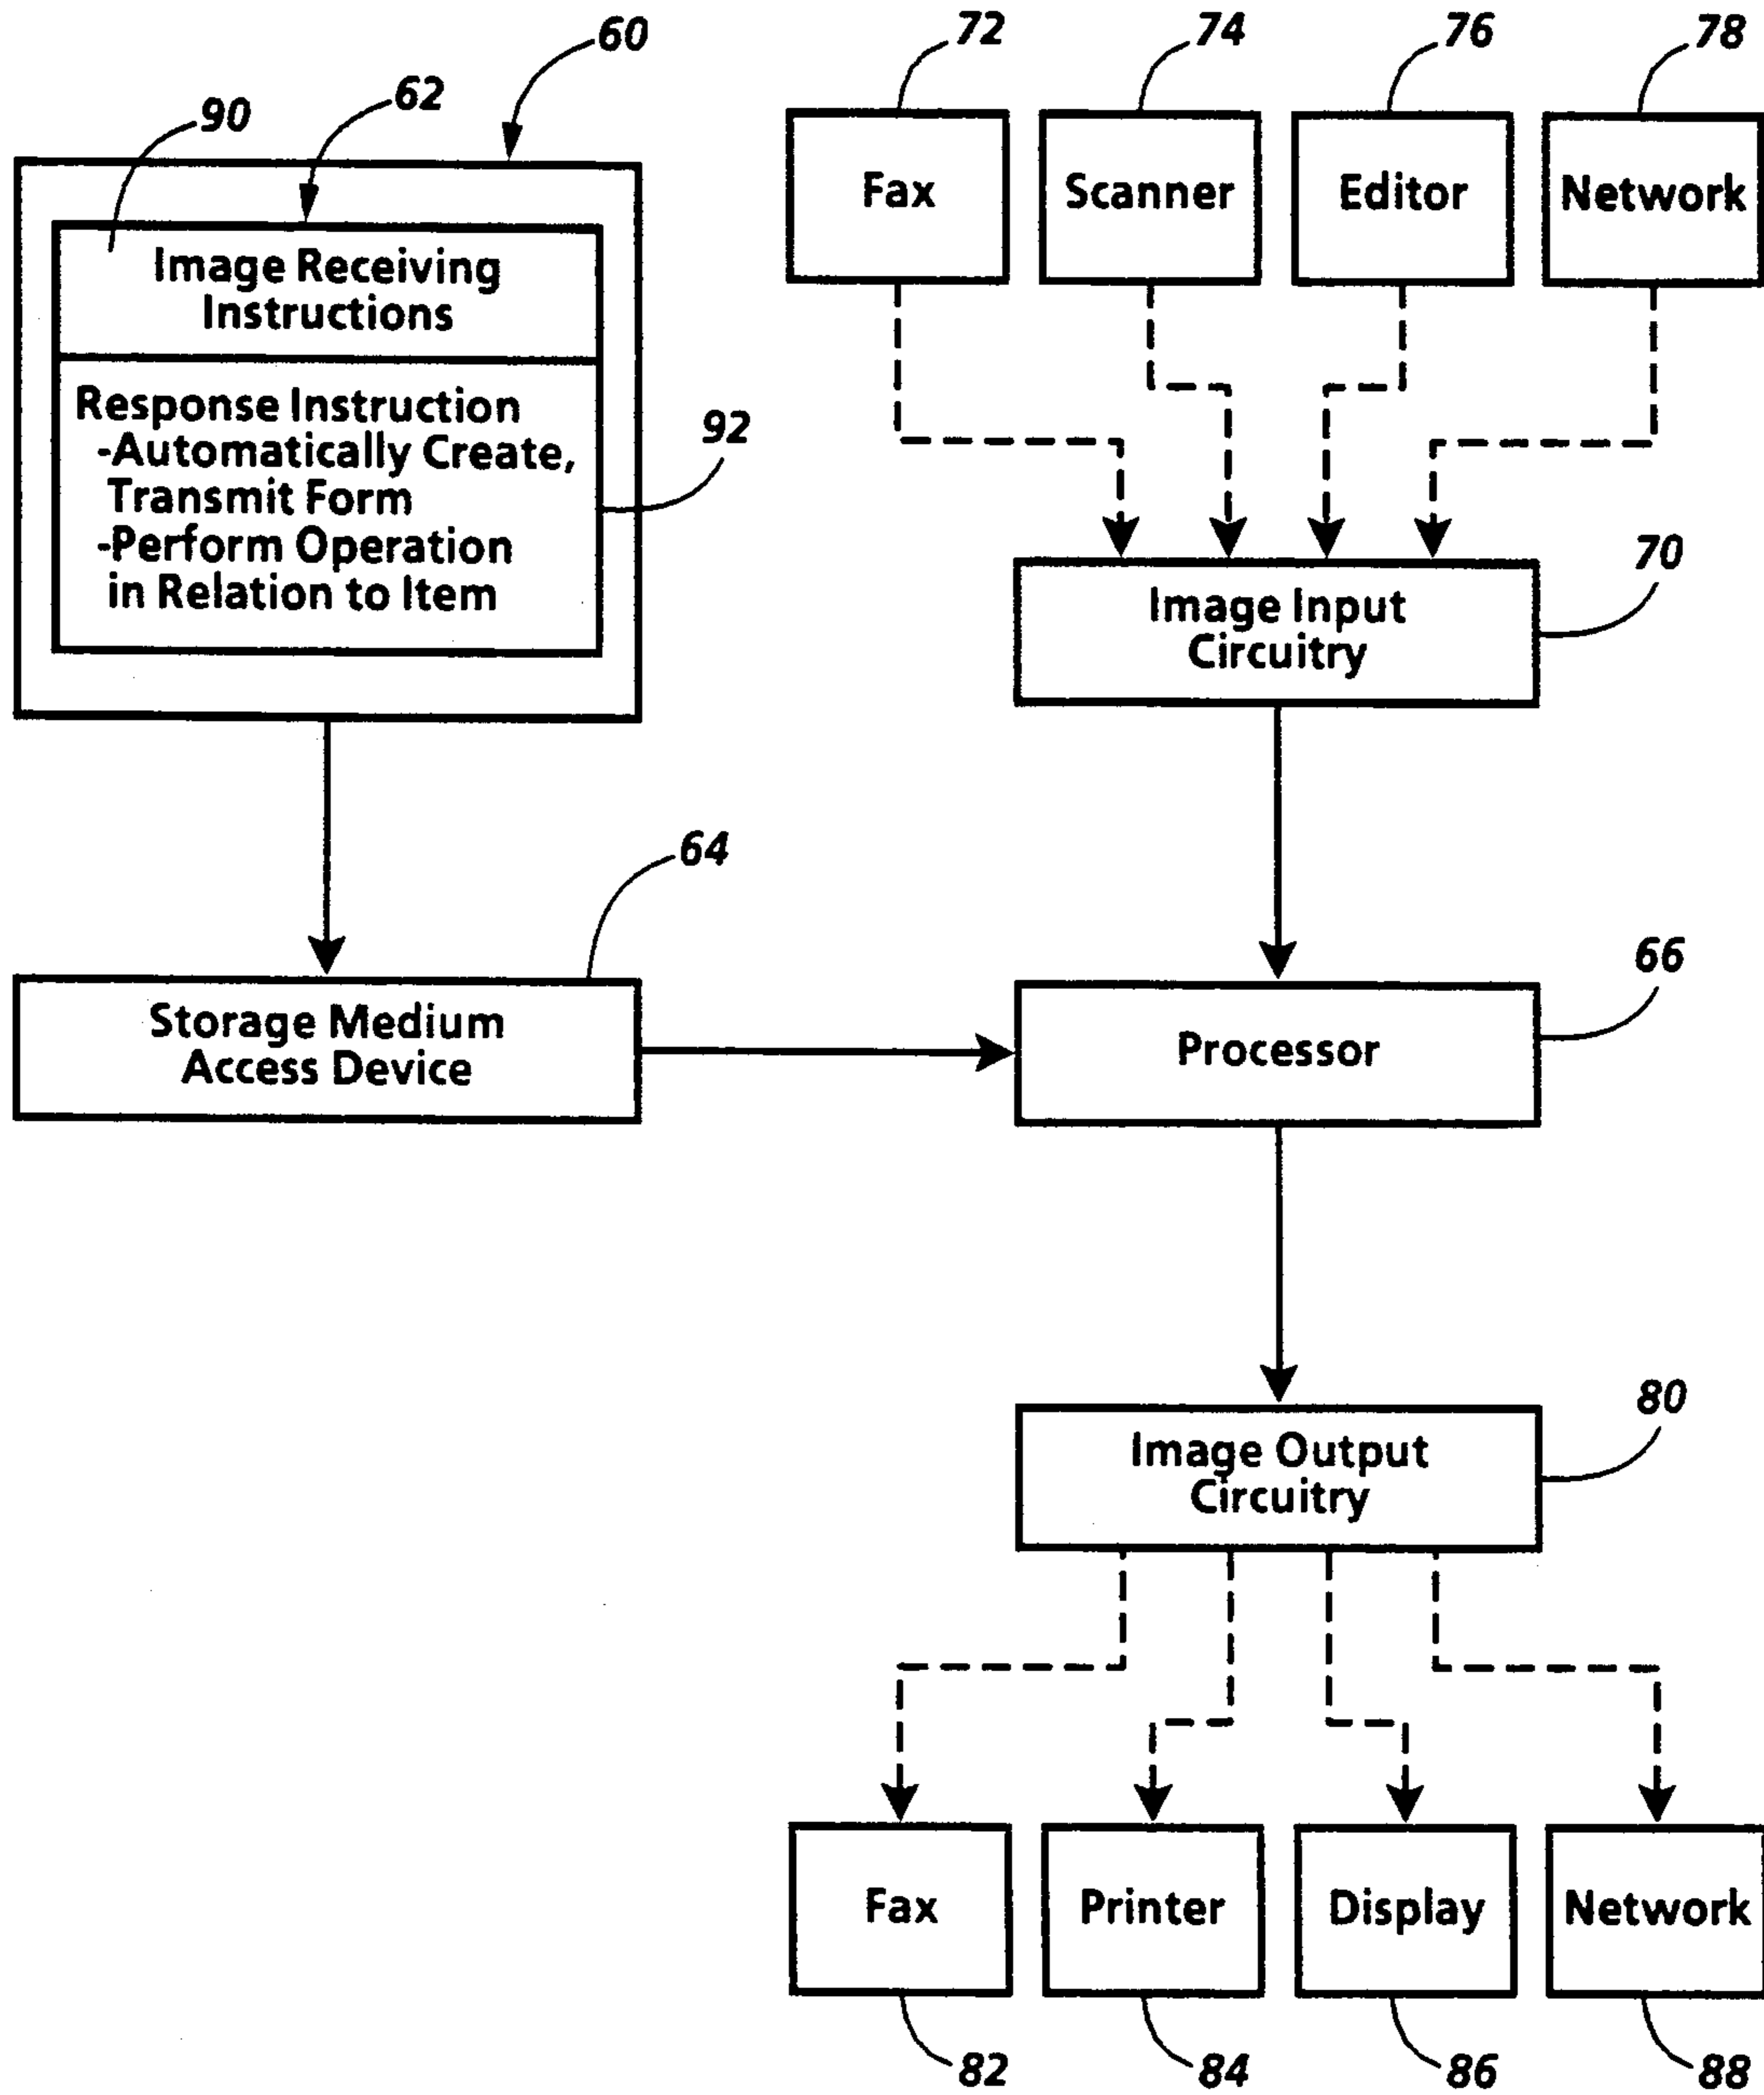 60
72
74
76
78
62
90
Fax
Scanner
Editor
Network
Image Receiving
Instructions
Response Instruction
-Automatically Create,
Transmit Form
-Perform Operation
in Relation to Item
92
70
Image Input
Circuitry
64
66
Storage Medium
Access Device
Processor
80
Image Output
Circuitry
Fax
Printer
Display
Network
82
84
86
88